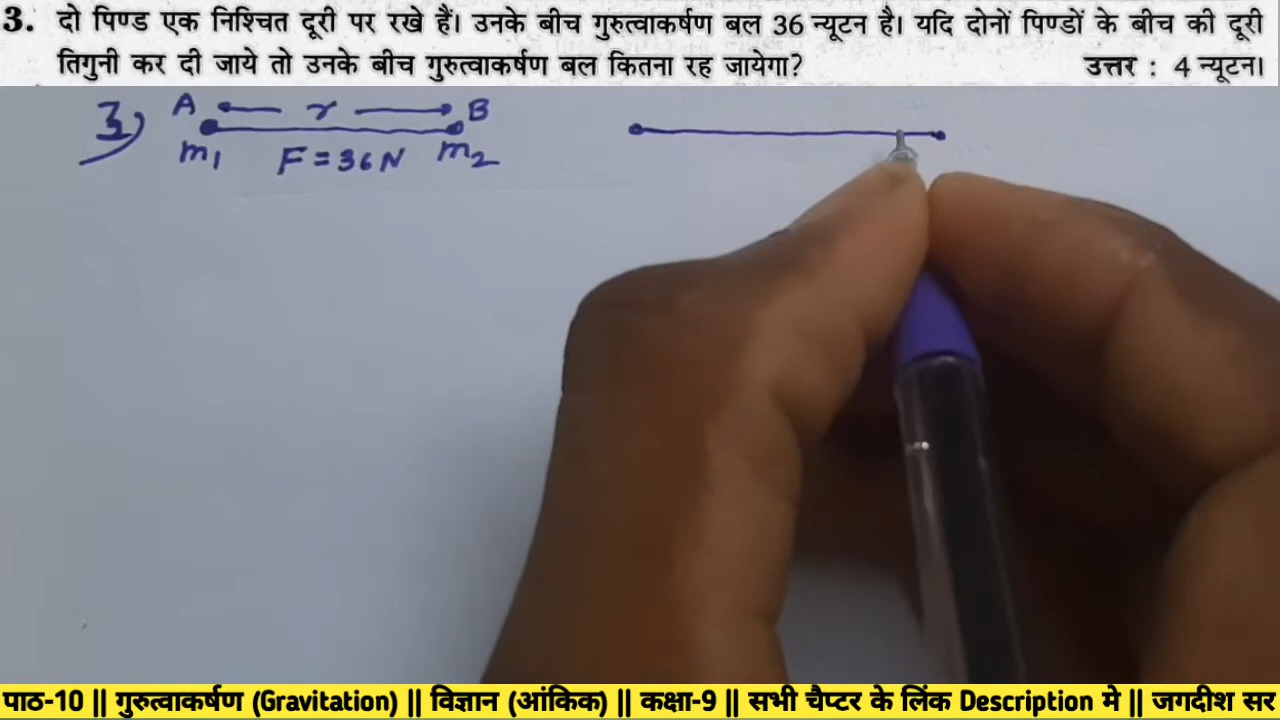 3. दो पिण्ड एक निश्चित दूरी पर रखे हैं। उनके बीच गुरुत्वाकर्षण बल 36 न्यूटन है। यदि दोनों पिण्डों के बीच की दूरी
तिगुनी कर दी जाये तो उनके बीच गुरुत्वाकर्षण बल कितना रह जायेगा? उत्तर : 4 न्यूटन।
3) A r B
m1 F=36N m2
पाठ-10 || गुरुत्वाकर्षण (Gravitation) || विज्ञान (आंकिक) || कक्षा-9 || सभी चैप्टर के लिंक Description मे || जगदीश सर